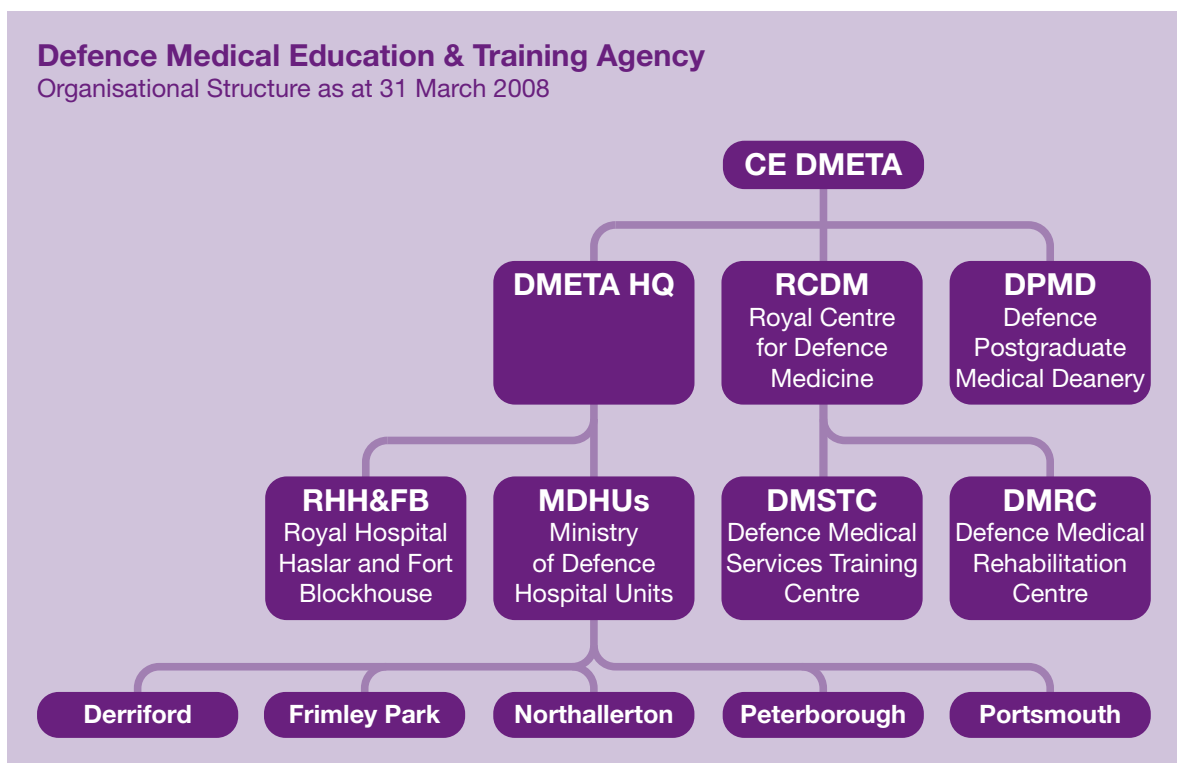 Defence Medical Education & Training Agency
Organisational Structure as at 31 March 2008
CE DMETA
DMETA HQ
RCDM
Royal Centre
for Defence
Medicine
DPMD
Defence
Postgraduate
Medical Deanery
RHH&FB
Royal Hospital
Haslar and Fort
Blockhouse
MDHUs
Ministry
of Defence
Hospital Units
DMSTC
Defence Medical
Services Training
Centre
DMRC
Defence Medical
Rehabilitation
Centre
Derriford
Frimley Park
Northallerton
Peterborough
Portsmouth